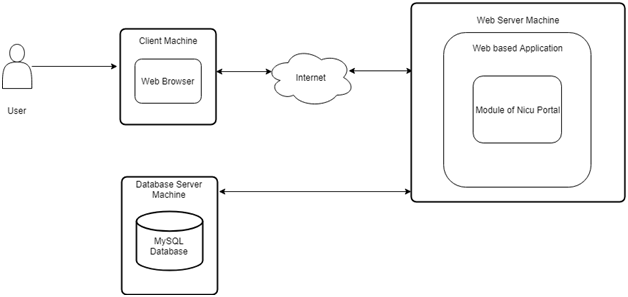 User
Client Machine
Web Browser
Internet
Web Server Machine
Web based Application
Module of Nicu Portal
Database Server
Machine
MySQL
Database